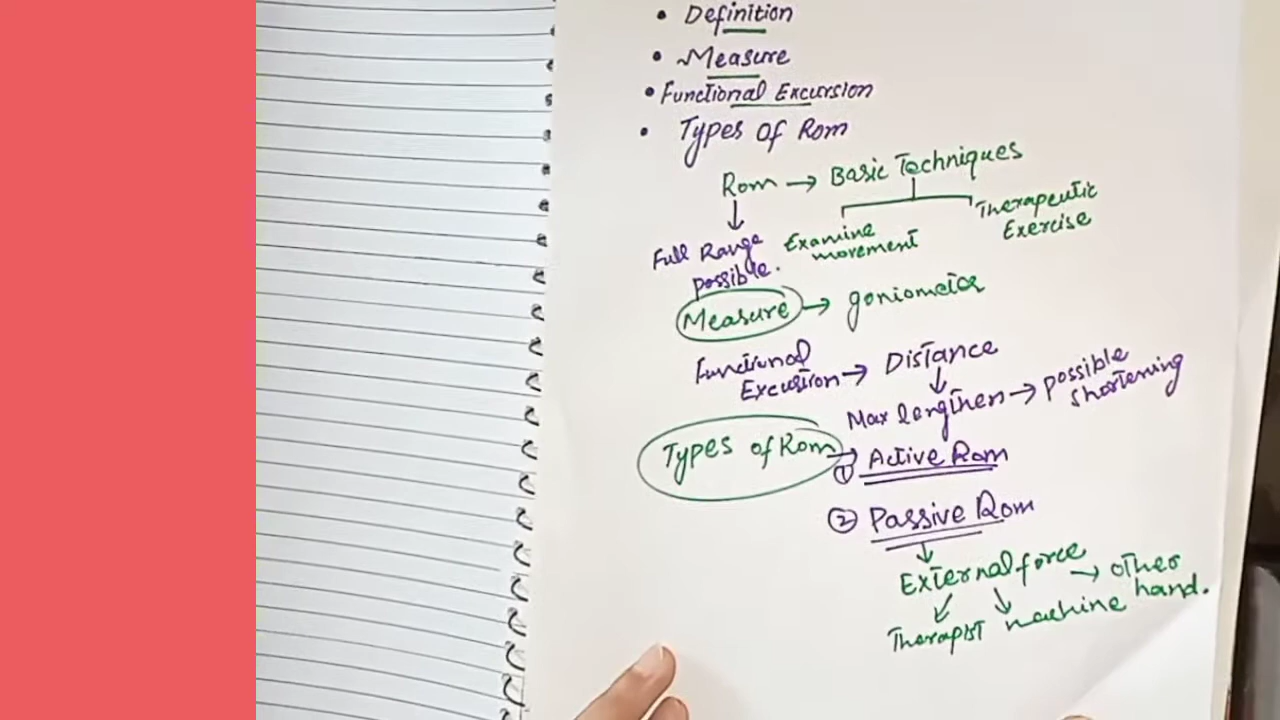 • Definition
• Measure
• Functional Excursion
• Types of Rom
Rom → Basic Techniques
Full Range
possible.
Examine
movement
Therapeutic
Exercise
Measure → goniometer
Functional
Excursion → Distance
Max lengthen → possible
shortening
Types of Rom → ① Active Rom
② Passive Rom
External force → other
hand.
Therapist machine